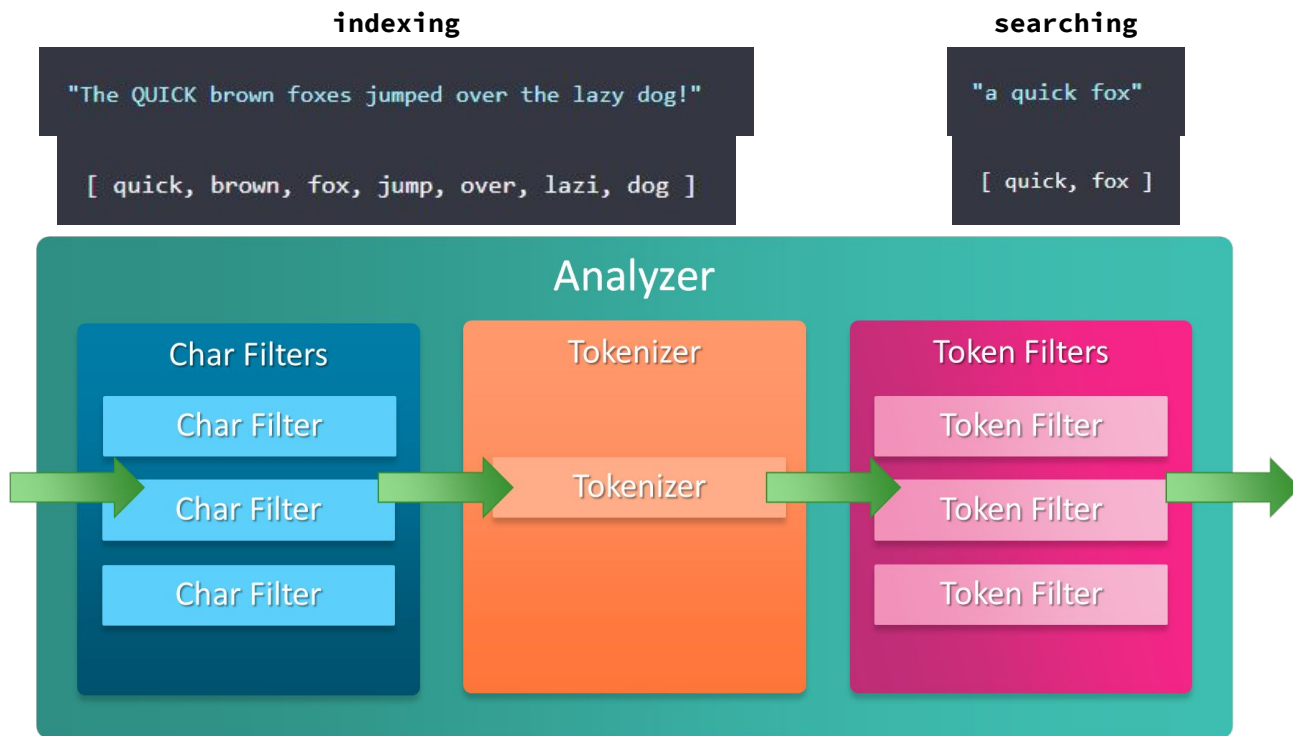 indexing
searching
"The QUICK brown foxes jumped over the lazy dog!"
"a quick fox"
[ quick, brown, fox, jump, over, lazi, dog ]
[ quick, fox ]
Analyzer
Char Filters
Char Filter
Char Filter
Char Filter
Tokenizer
Tokenizer
Token Filters
Token Filter
Token Filter
Token Filter